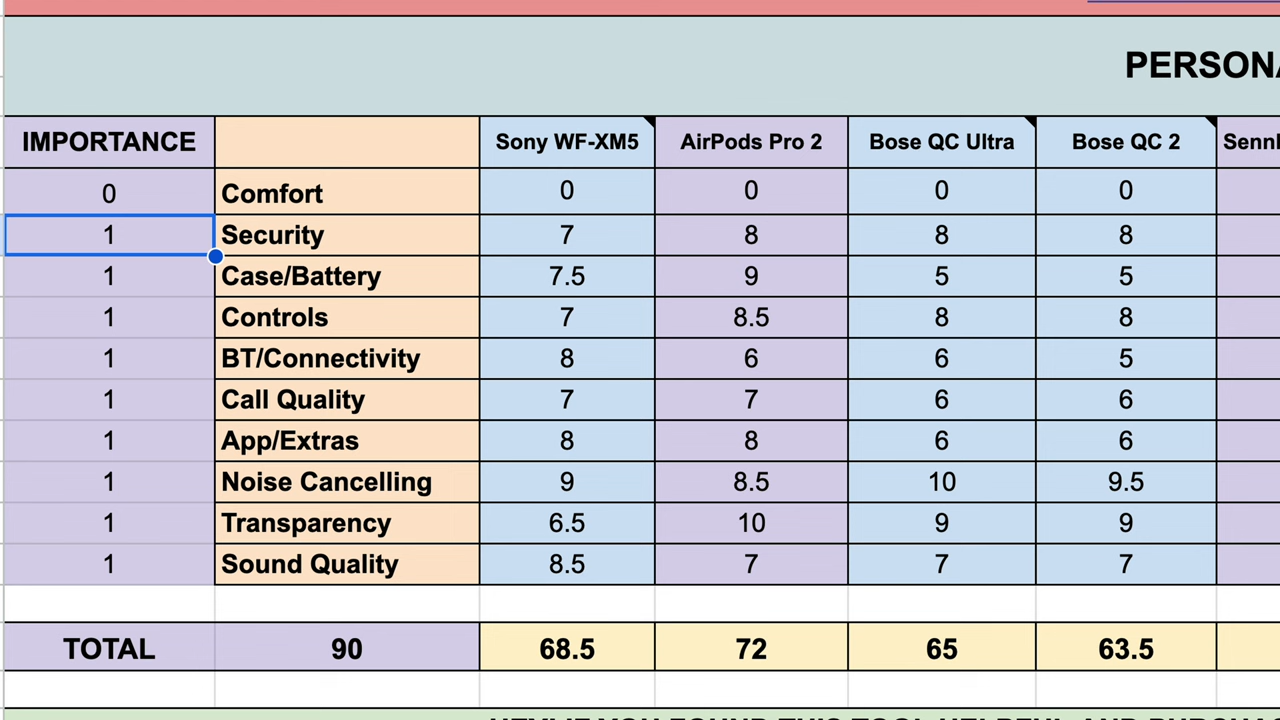 PERSONA
IMPORTANCE Sony WF-XM5 AirPods Pro 2 Bose QC Ultra Bose QC 2 Senn
0 Comfort 0 0 0 0
1 Security 7 8 8 8
1 Case/Battery 7.5 9 5 5
1 Controls 7 8.5 8 8
1 BT/Connectivity 8 6 6 5
1 Call Quality 7 7 6 6
1 App/Extras 8 8 6 6
1 Noise Cancelling 9 8.5 10 9.5
1 Transparency 6.5 10 9 9
1 Sound Quality 8.5 7 7 7
TOTAL 90 68.5 72 65 63.5